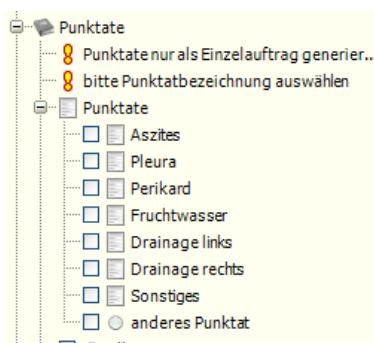 Punktate
Punktate nur als Einzelauftrag generier..
bitte Punktatbezeichnung auswählen
Punktate
Aszites
Pleura
Perikard
Fruchtwasser
Drainage links
Drainage rechts
Sonstiges
anderes Punktat